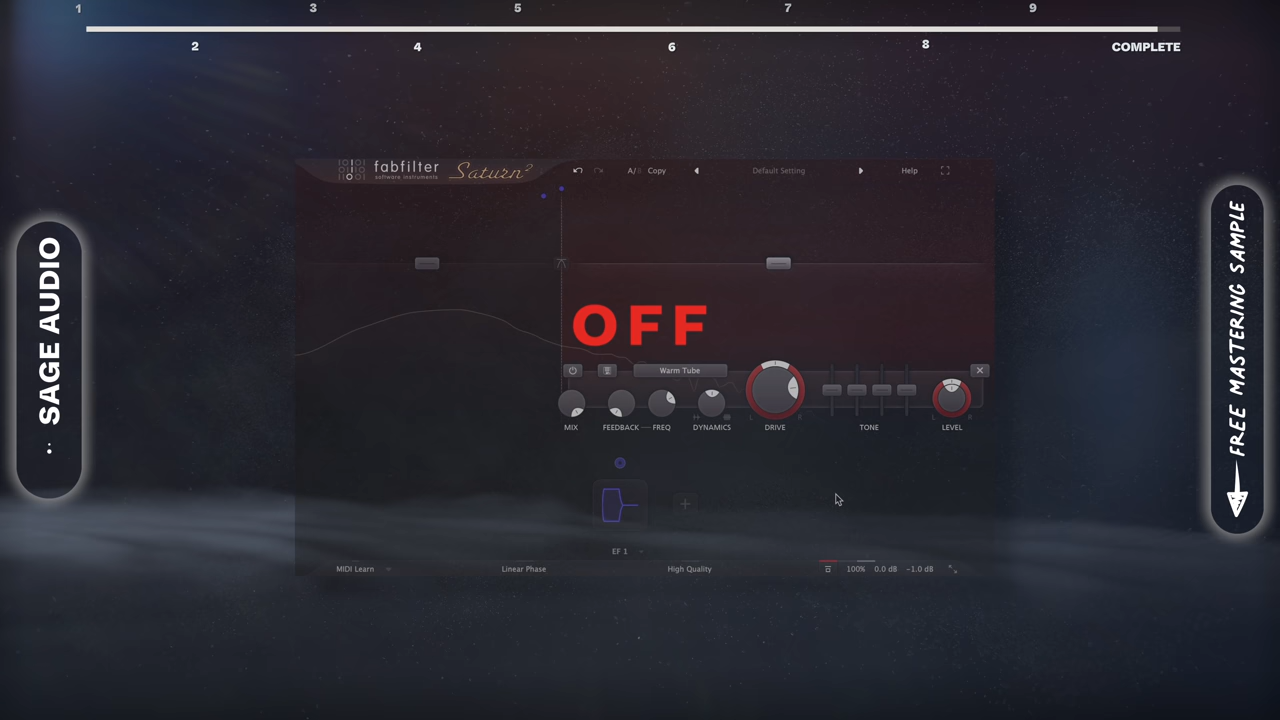 1 3 5 7 9
2 4 6 8 COMPLETE
fabfilter Saturn 2
software instruments
A/B Copy
Default Setting
Help
SAGE AUDIO
FREE MASTERING SAMPLE
OFF
Warm Tube
MIX FEEDBACK FREQ DYNAMICS DRIVE TONE LEVEL
EF 1
MIDI Learn Linear Phase High Quality 100% 0.0 dB -1.0 dB